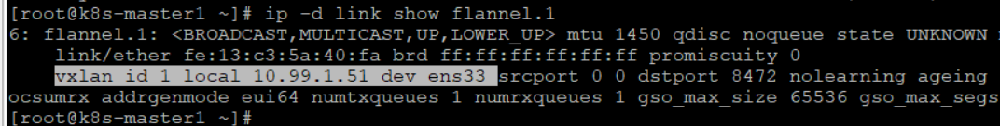 [root@k8s-master1 ~]# ip -d link show flannel.1
6: flannel.1: <BROADCAST,MULTICAST,UP,LOWER_UP> mtu 1450 qdisc noqueue state UNKNOWN
link/ether fe:13:c3:5a:40:fa brd ff:ff:ff:ff:ff:ff promiscuity 0
vxlan id 1 local 10.99.1.51 dev ens33 srcport 0 0 dstport 8472 nolearning ageing
ocsumrx addrgenmode eui64 numtxqueues 1 numrxqueues 1 gso_max_size 65536 gso_max_segs
[root@k8s-master1 ~]#